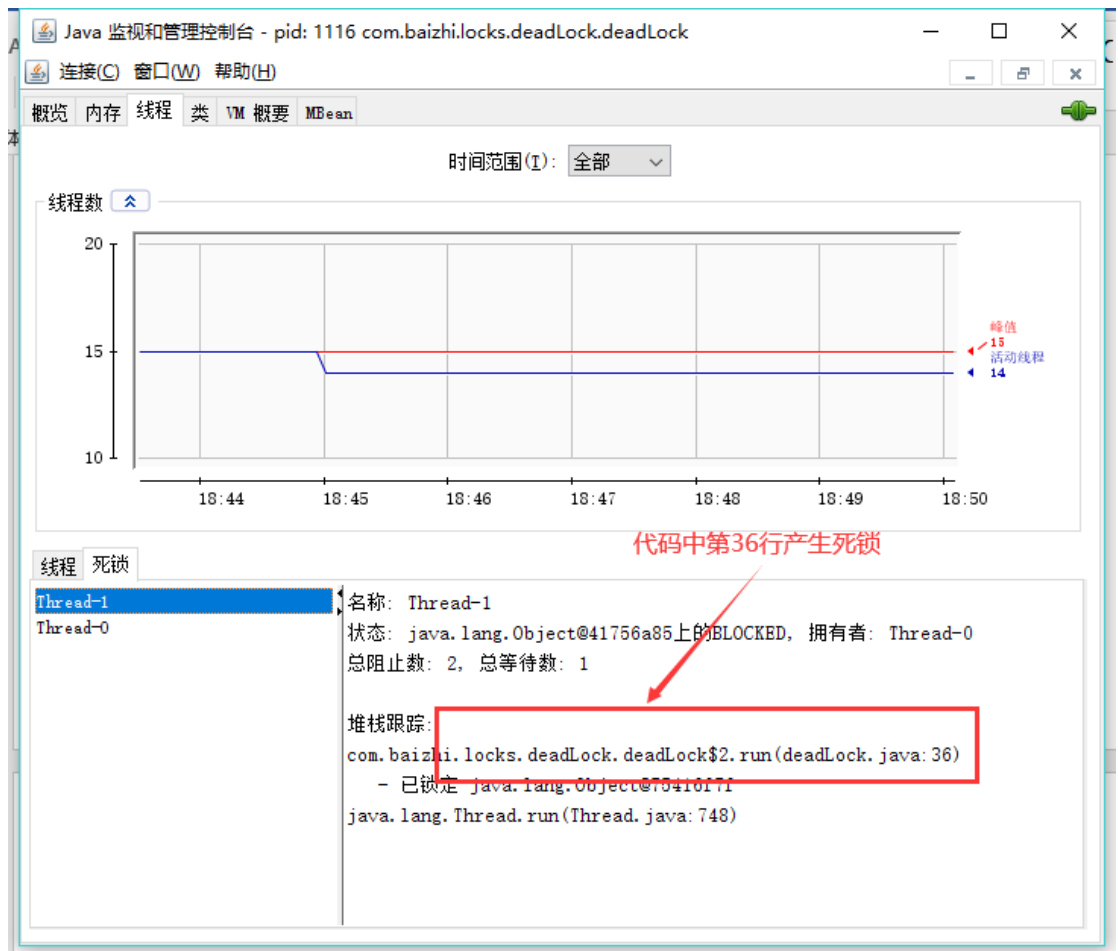 Java 监视和管理控制台 - pid: 1116 com.baizhi.locks.deadLock.deadLock
连接(C) 窗口(W) 帮助(H)
概览 内存 线程 类 VM 概要 MBean
时间范围(I): 全部
线程数
20
15
10
峰值
15
活动线程
14
18:44 18:45 18:46 18:47 18:48 18:49 18:50
代码中第36行产生死锁
线程 死锁
Thread-1
Thread-0
名称: Thread-1
状态: java.lang.Object@41756a85上的BLOCKED, 拥有者: Thread-0
总阻止数: 2, 总等待数: 1
堆栈跟踪:
com.baizhi.locks.deadLock.deadLock$2.run(deadLock.java:36)
- 已锁定
java.lang.Thread.run(Thread.java:748)